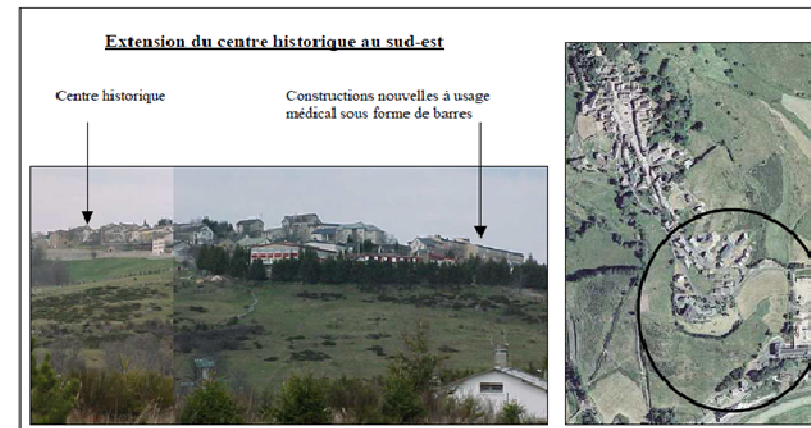 Extension du centre historique au sud-est
Centre historique
Constructions nouvelles à usage
médical sous forme de barres